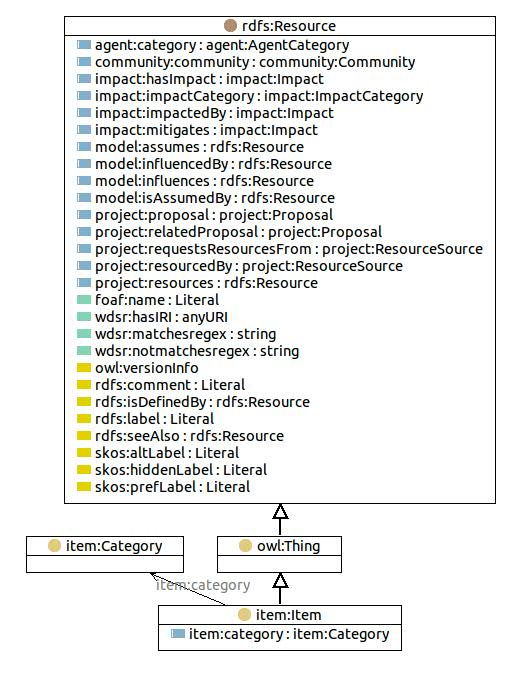 rdfs:Resource
agent:category : agent:AgentCategory
community:community : community:Community
impact:hasImpact : impact:Impact
impact:impactCategory : impact:ImpactCategory
impact:impactedBy : impact:Impact
impact:mitigates : impact:Impact
model:assumes : rdfs:Resource
model:influencedBy : rdfs:Resource
model:influences : rdfs:Resource
model:isAssumedBy : rdfs:Resource
project:proposal : project:Proposal
project:relatedProposal : project:Proposal
project:requestsResourcesFrom : project:ResourceSource
project:resourcedBy : project:ResourceSource
project:resources : rdfs:Resource
foaf:name : Literal
wdsr:hasIRI : anyURI
wdsr:matchesregex : string
wdsr:notmatchesregex : string
owl:versionInfo
rdfs:comment : Literal
rdfs:isDefinedBy : rdfs:Resource
rdfs:label : Literal
rdfs:seeAlso : rdfs:Resource
skos:altLabel : Literal
skos:hiddenLabel : Literal
skos:prefLabel : Literal
item:Category
owl:Thing
item:category
item:Item
item:category : item:Category